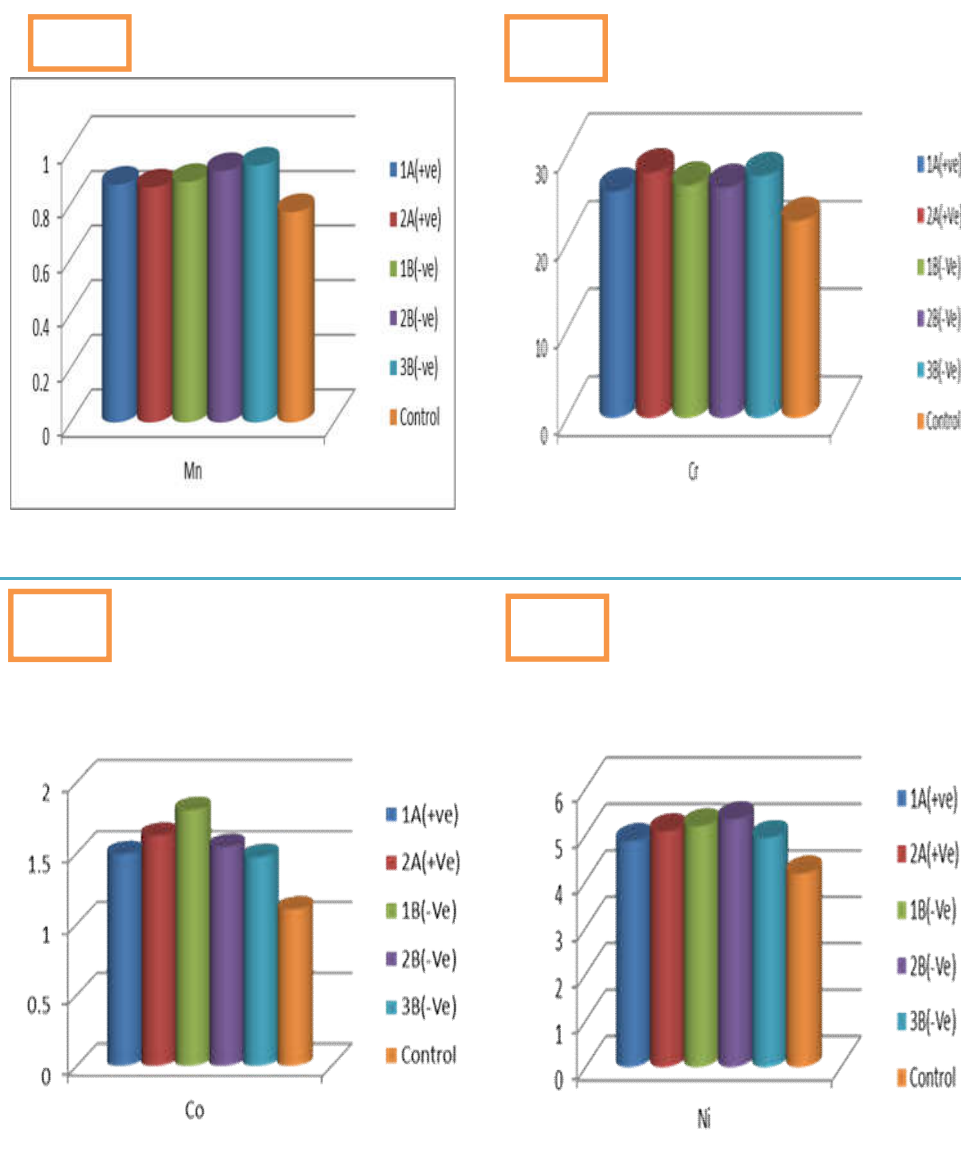 1
0.8
0.6
0.4
0.2
0
Mn
1A(+ve)
2A(+ve)
1B(-ve)
2B(-ve)
3B(-ve)
Control
30
20
10
0
Cr
1A(+ve)
2A(+Ve)
1B(-Ve)
2B(-Ve)
3B(-Ve)
Control
2
1.5
1
0.5
0
Co
1A(+ve)
2A(+Ve)
1B(-Ve)
2B(-Ve)
3B(-Ve)
Control
6
5
4
3
2
1
0
Ni
1A(+ve)
2A(+Ve)
1B(-Ve)
2B(-Ve)
3B(-Ve)
Control